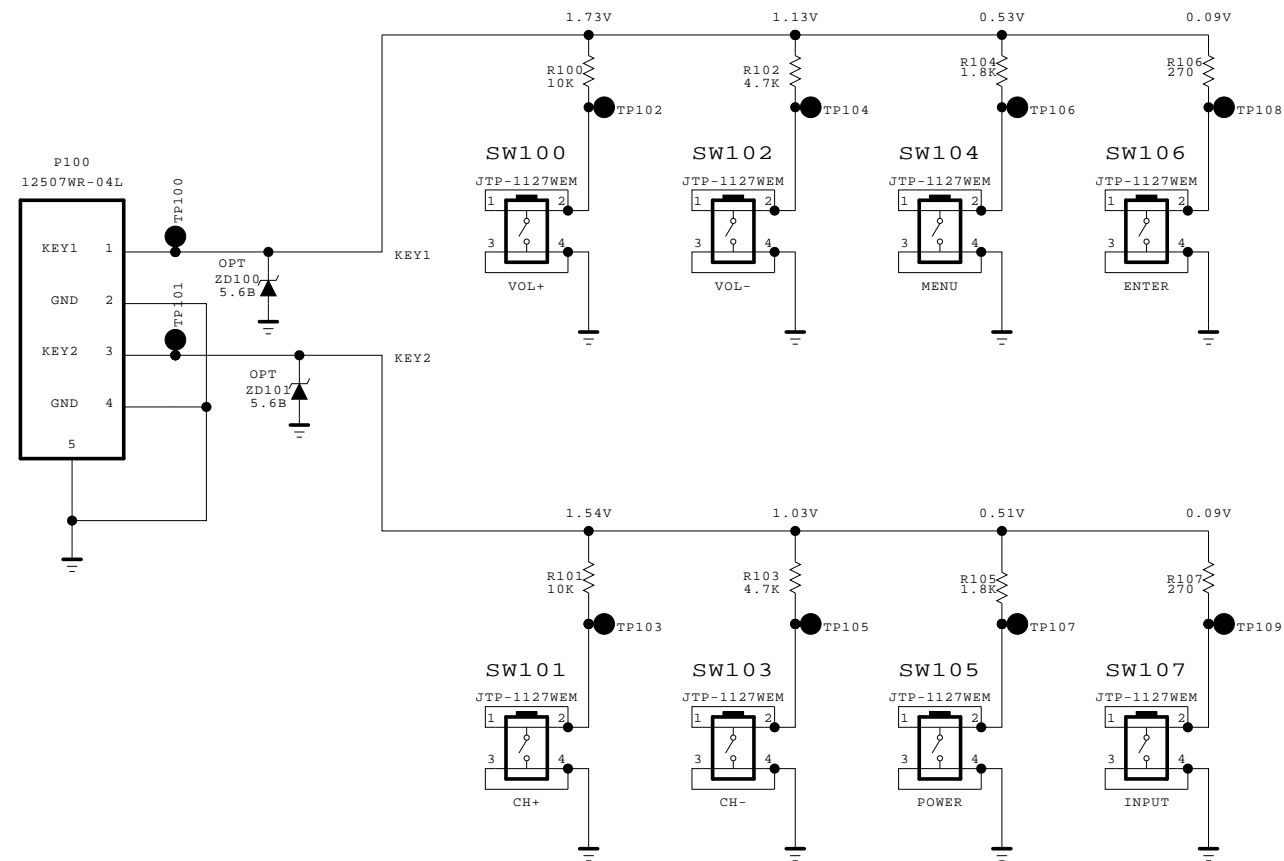 1.73V 1.13V 0.53V 0.09V
R100 10K
R102 4.7K
R104 1.8K
R106 270
TP102
TP104
TP106
TP108
P100
12507WR-04L
KEY1 1
GND 2
KEY2 3
GND 4
5
TP100
TP101
OPT
ZD100
5.6B
OPT
ZD101
5.6B
KEY1
KEY2
SW100
JTP-1127WEM
1 2
3 4
VOL+
SW102
JTP-1127WEM
1 2
3 4
VOL-
SW104
JTP-1127WEM
1 2
3 4
MENU
SW106
JTP-1127WEM
1 2
3 4
ENTER
1.54V 1.03V 0.51V 0.09V
R101 10K
R103 4.7K
R105 1.8K
R107 270
TP103
TP105
TP107
TP109
SW101
JTP-1127WEM
1 2
3 4
CH+
SW103
JTP-1127WEM
1 2
3 4
CH-
SW105
JTP-1127WEM
1 2
3 4
POWER
SW107
JTP-1127WEM
1 2
3 4
INPUT